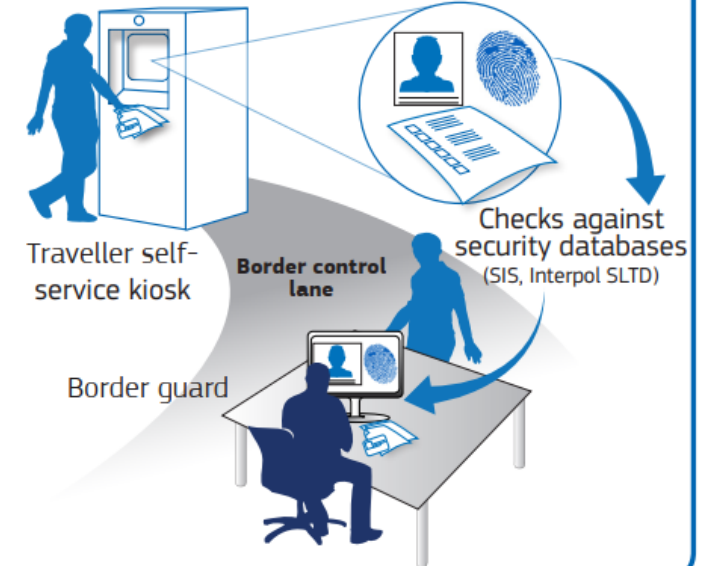 Traveller self-
service kiosk
Border control
lane
Checks against
security databases
(SIS, Interpol SLTD)
Border guard